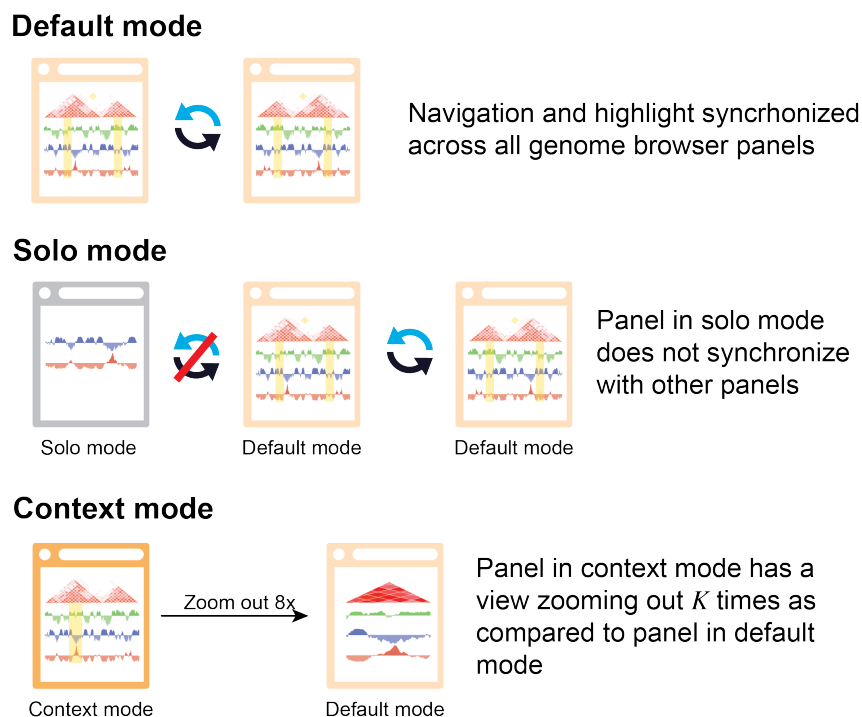 Default mode
Navigation and highlight syncrhonized
across all genome browser panels
Solo mode
Panel in solo mode
does not synchronize
with other panels
Solo mode
Default mode
Default mode
Context mode
Zoom out 8x
Panel in context mode has a
view zooming out K times as
compared to panel in default
mode
Context mode
Default mode